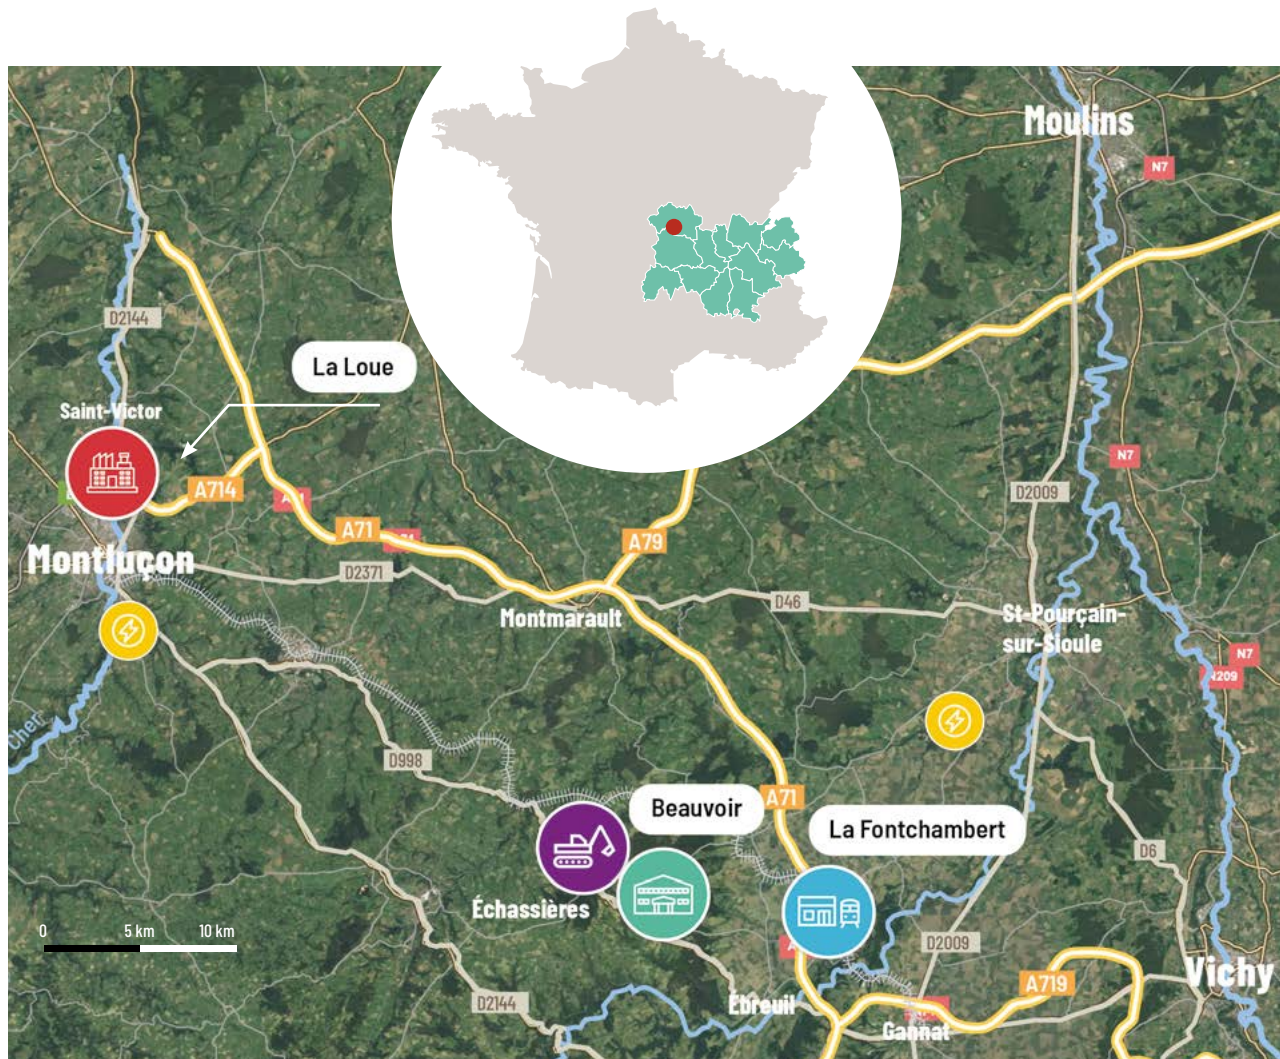 Moulins
N7
D2144
La Loue
Saint-Victor
N7
A714
D2009
A71
A79
Montluçon
D2371
D46
Montmarault
St-Pourçain-
sur-Sioule
N7
N209
Cher
D998
A71
Beauvoir
La Fontchambert
D6
Échassières
0 5 km 10 km
D2009
Vichy
A719
D2144
Ébreuil
Gannat